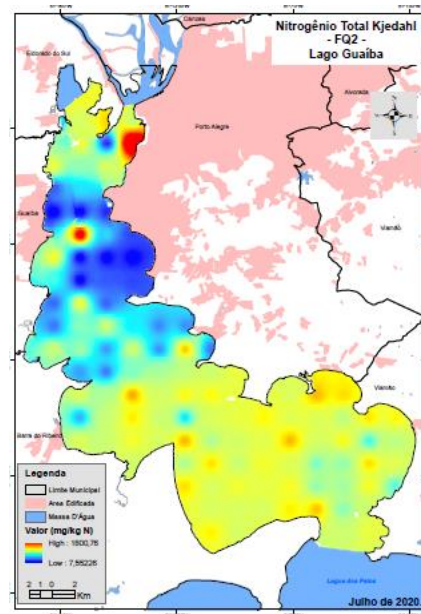 Nitrogênio Total Kjedahl
- FQ2 -
Lago Guaíba
Canoas
Eldorado do Sul
Alvorada
Porto Alegre
Guaíba
Viamão
Viamão
Barra do Ribeiro
Legenda
Limite Municipal
Area Edificada
Massa D'Água
Valor (mg/kg N)
High : 1800,76
Low : 7,55226
2 1 0 2
Km
Lagoa dos Patos
Julho de 2020